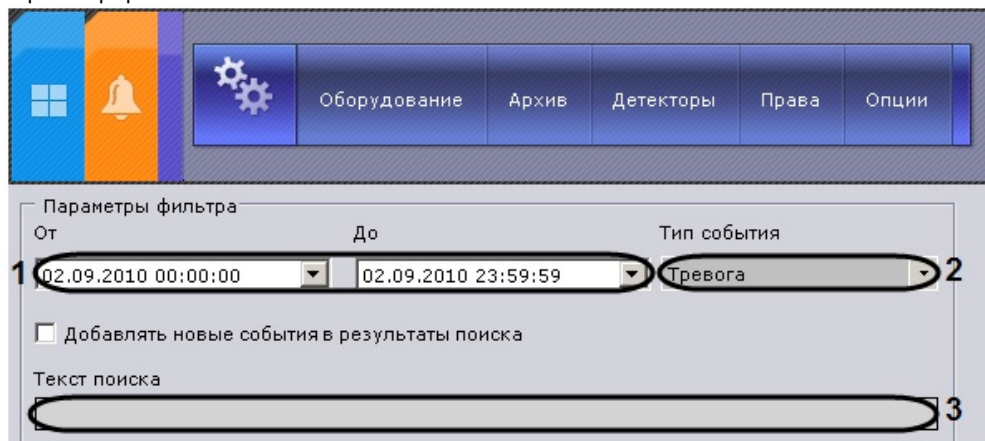 Оборудование Архив Детекторы Права Опции
Параметры фильтра
От До Тип события
1 02.09.2010 00:00:00 02.09.2010 23:59:59 Тревога 2
Добавлять новые события в результаты поиска
Текст поиска
3